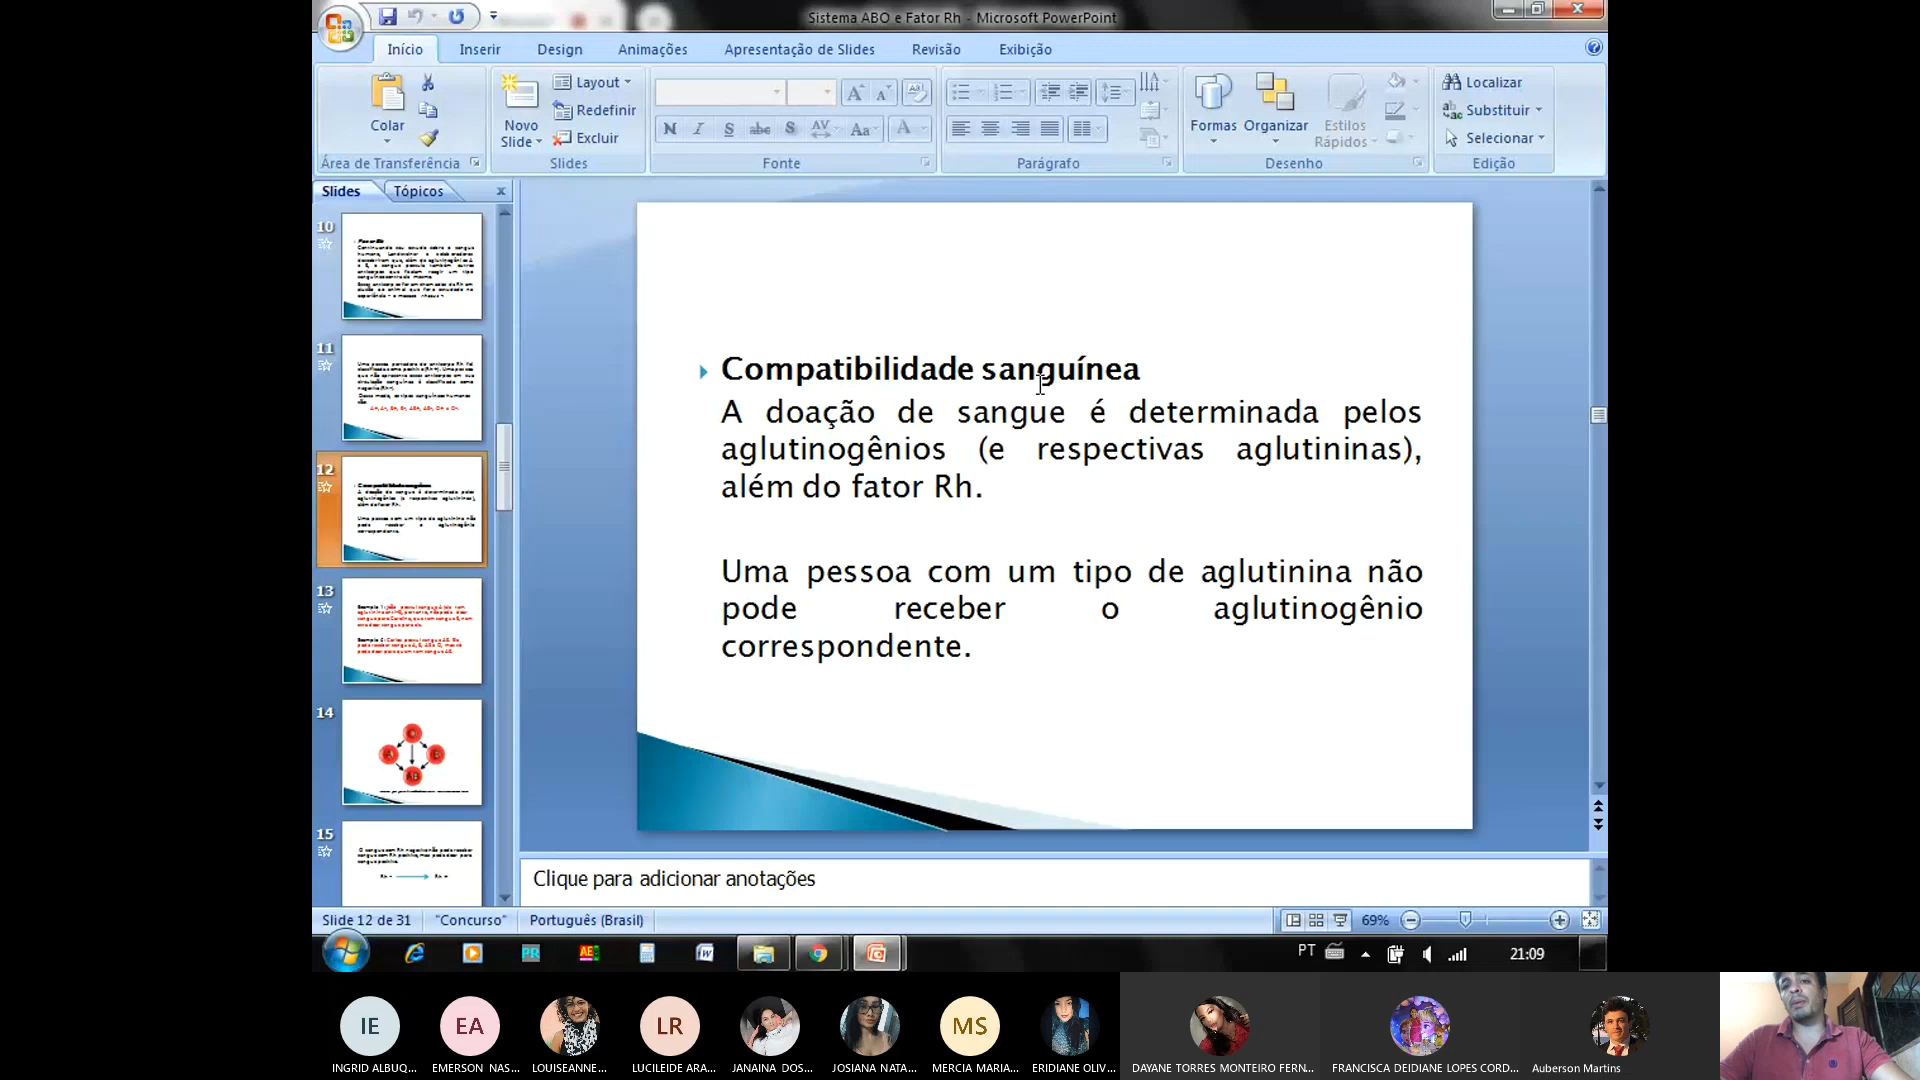 Sistema ABO e Fator Rh - Microsoft PowerPoint
Início Inserir Design Animações Apresentação de Slides Revisão Exibição
Colar
Área de Transferência
Novo Slide
Layout
Redefinir
Excluir
Slides
Fonte
Parágrafo
Formas Organizar Estilos Rápidos
Desenho
Localizar
Substituir
Selecionar
Edição
Slides Tópicos
10
11
12
13
14
15
Compatibilidade sanguínea
A doação de sangue é determinada pelos
aglutinogênios (e respectivas aglutininas),
além do fator Rh.
Uma pessoa com um tipo de aglutinina não
pode receber o aglutinogênio
correspondente.
Clique para adicionar anotações
Slide 12 de 31 "Concurso" Português (Brasil) 69%
PT 21:09
IE EA LR MS
INGRID ALBUQ... EMERSON NAS... LOUISEANNE... LUCILEIDE ARA... JANAINA DOS... JOSIANA NATA... MERCIA MARIA... ERIDIANE OLIV... DAYANE TORRES MONTEIRO FERN... FRANCISCA DEIDIANE LOPES CORD... Auberson Martins